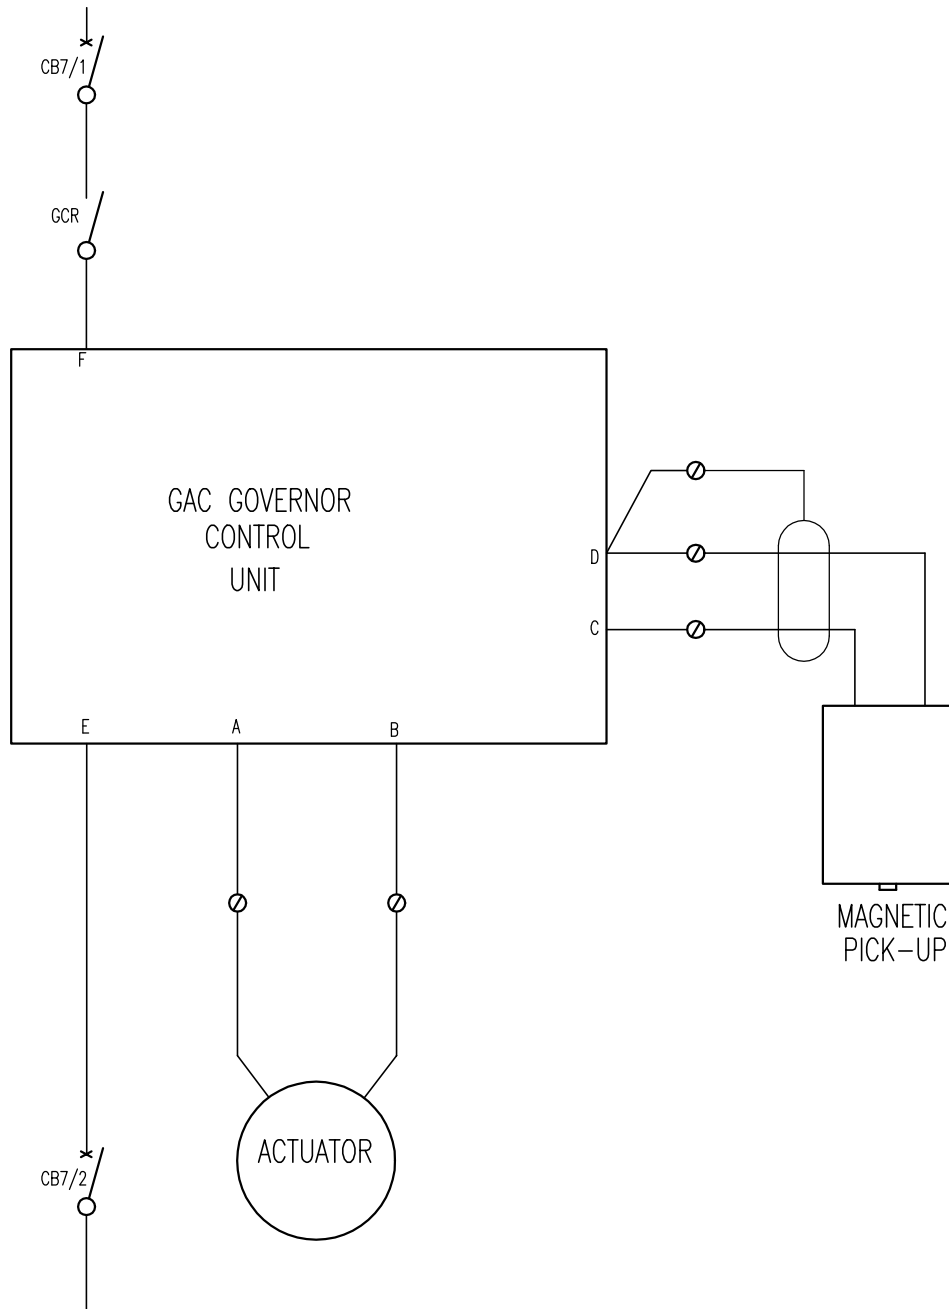 CB7/1
GCR
F
GAC GOVERNOR
CONTROL
UNIT
D
C
E
A
B
MAGNETIC
PICK-UP
ACTUATOR
CB7/2